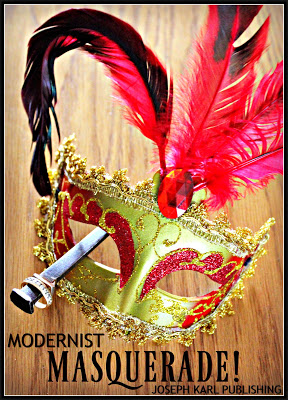 MODERNIST
MASQUERADE!
JOSEPH KARL PUBLISHING